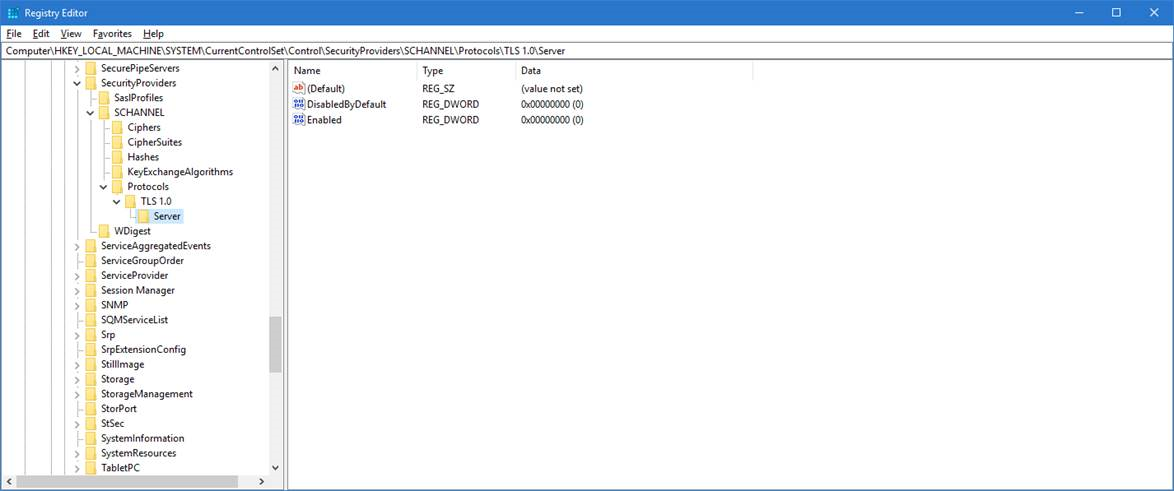 Registry Editor
File Edit View Favorites Help
Computer\HKEY_LOCAL_MACHINE\SYSTEM\CurrentControlSet\Control\SecurityProviders\SCHANNEL\Protocols\TLS 1.0\Server
SecurePipeServers
SecurityProviders
SaslProfiles
SCHANNEL
Ciphers
CipherSuites
Hashes
KeyExchangeAlgorithms
Protocols
TLS 1.0
Server
WDigest
ServiceAggregatedEvents
ServiceGroupOrder
ServiceProvider
Session Manager
SNMP
SQMServiceList
Srp
SrpExtensionConfig
StillImage
Storage
StorageManagement
StorPort
StSec
SystemInformation
SystemResources
TabletPC
Name Type Data
(Default) REG_SZ (value not set)
DisabledByDefault REG_DWORD 0x00000000 (0)
Enabled REG_DWORD 0x00000000 (0)